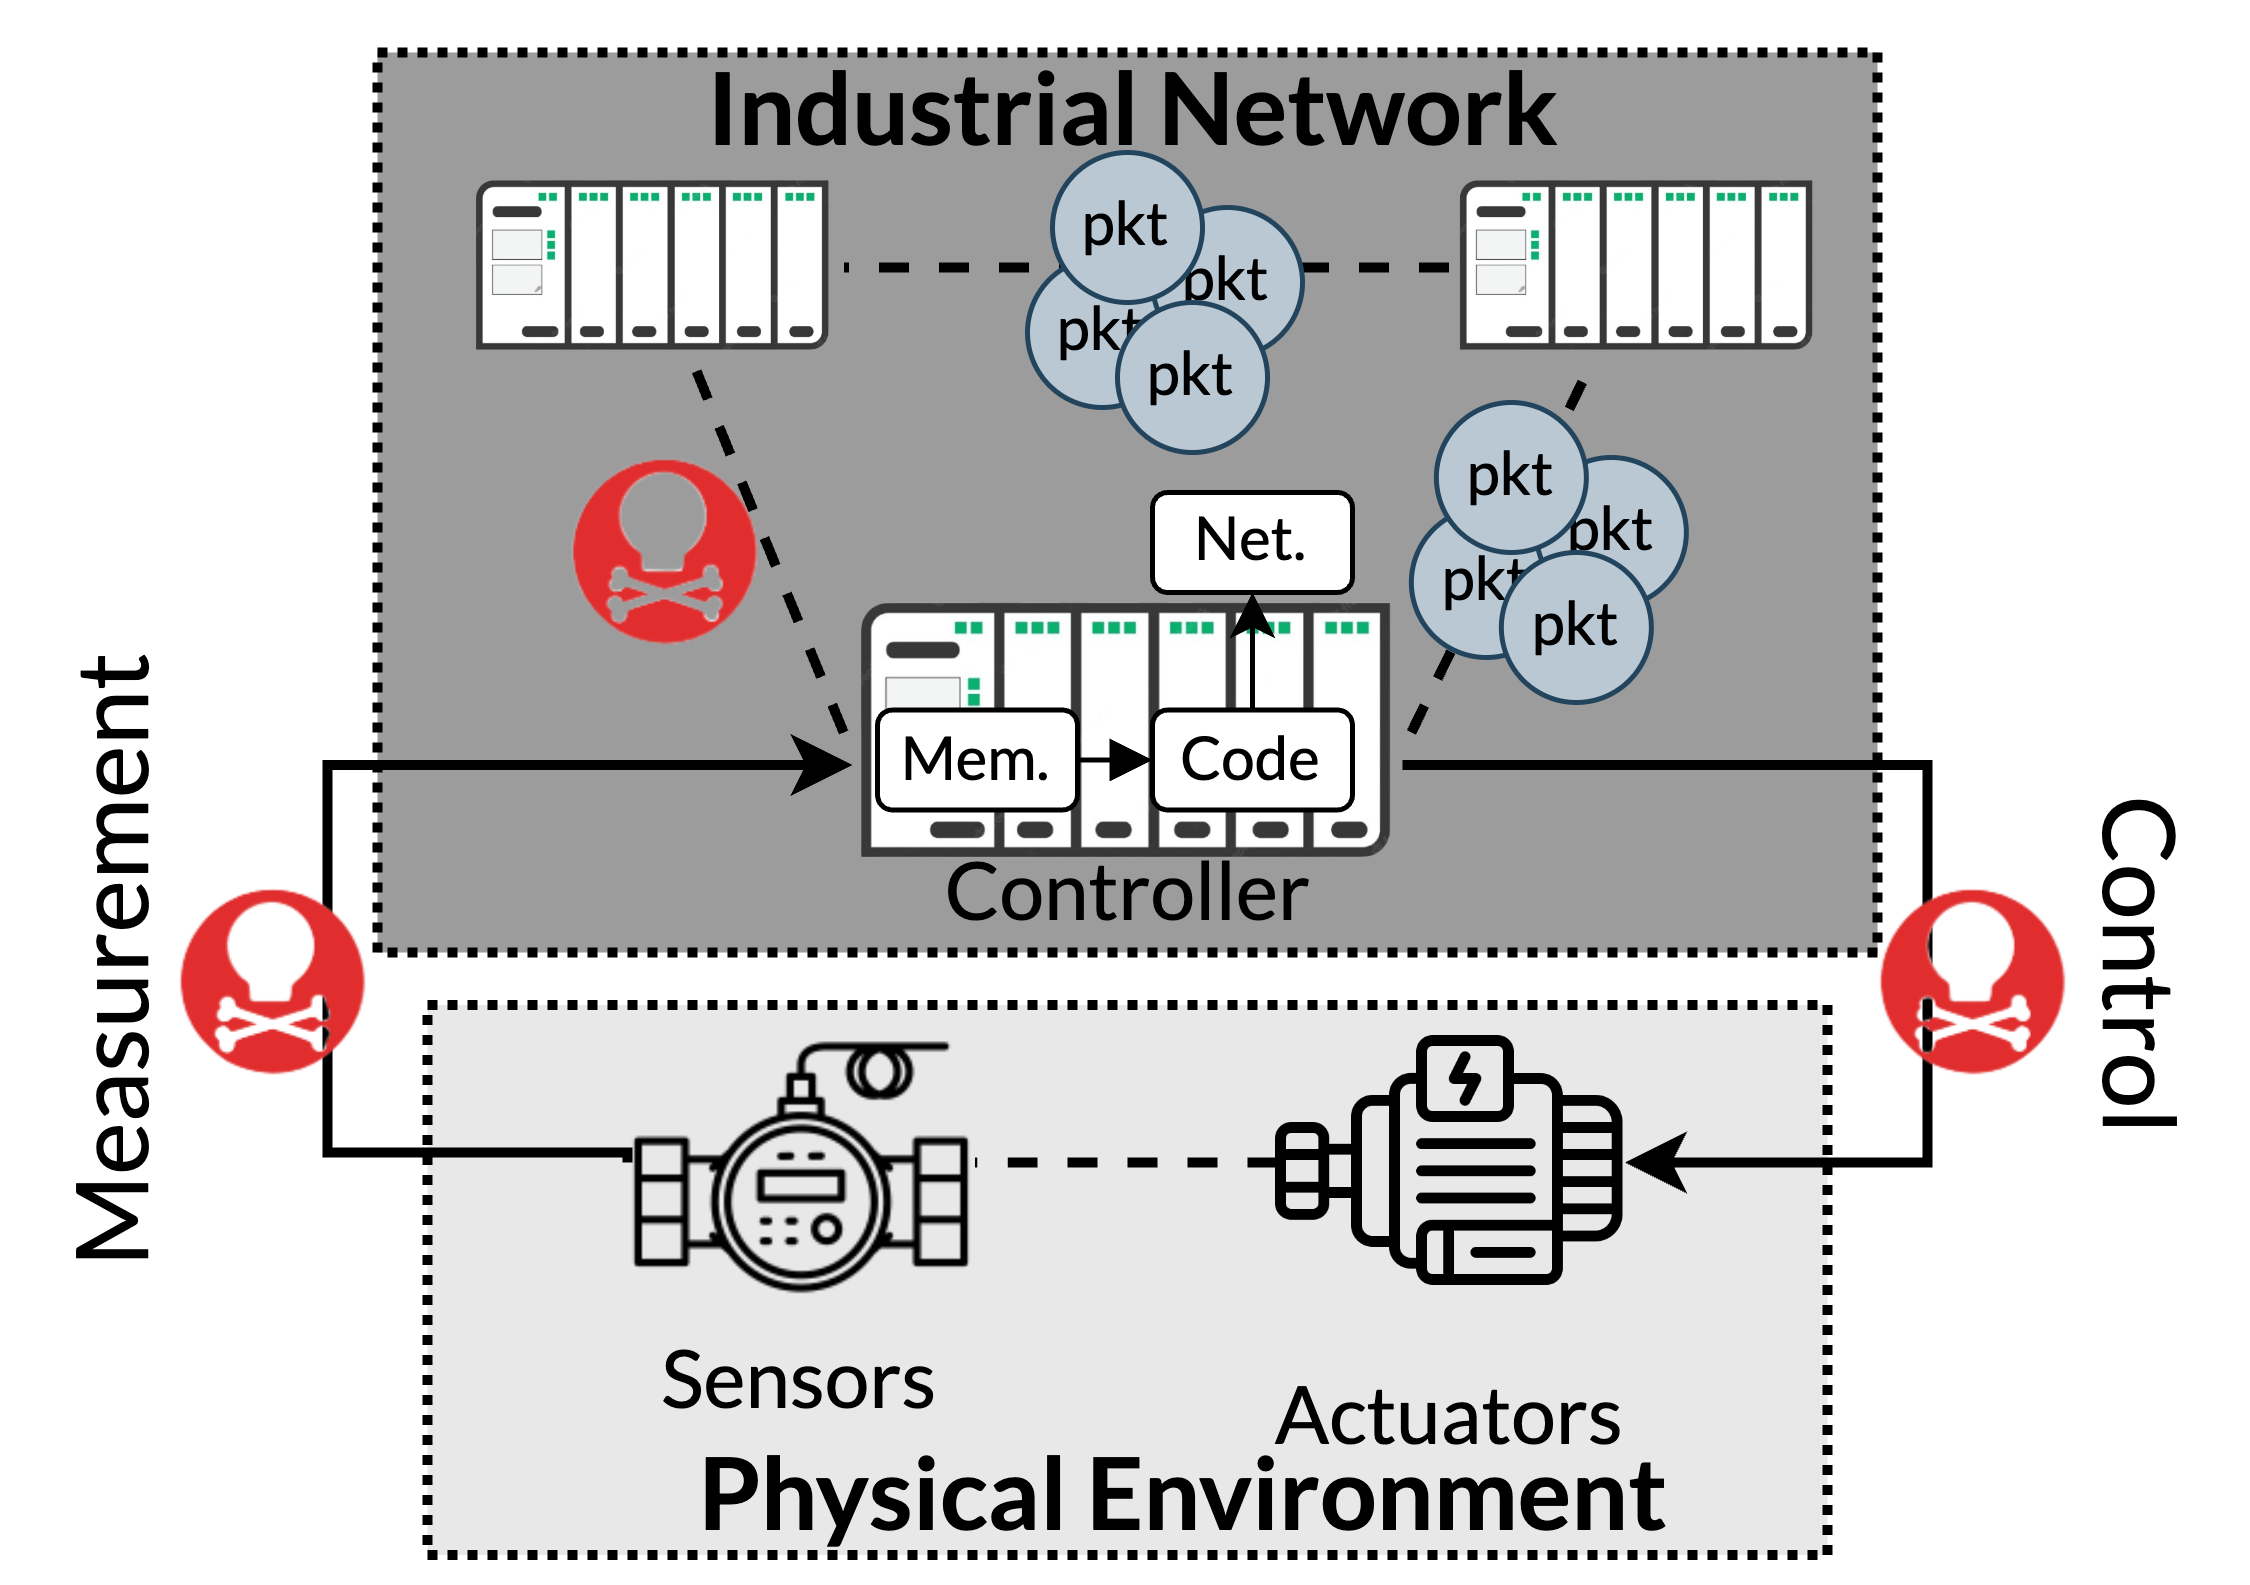 Industrial Network
pkt
pkt
pkt
pkt
pkt
pkt
pkt
pkt
Net.
Mem.
Code
Controller
Measurement
Control
Sensors
Actuators
Physical Environment